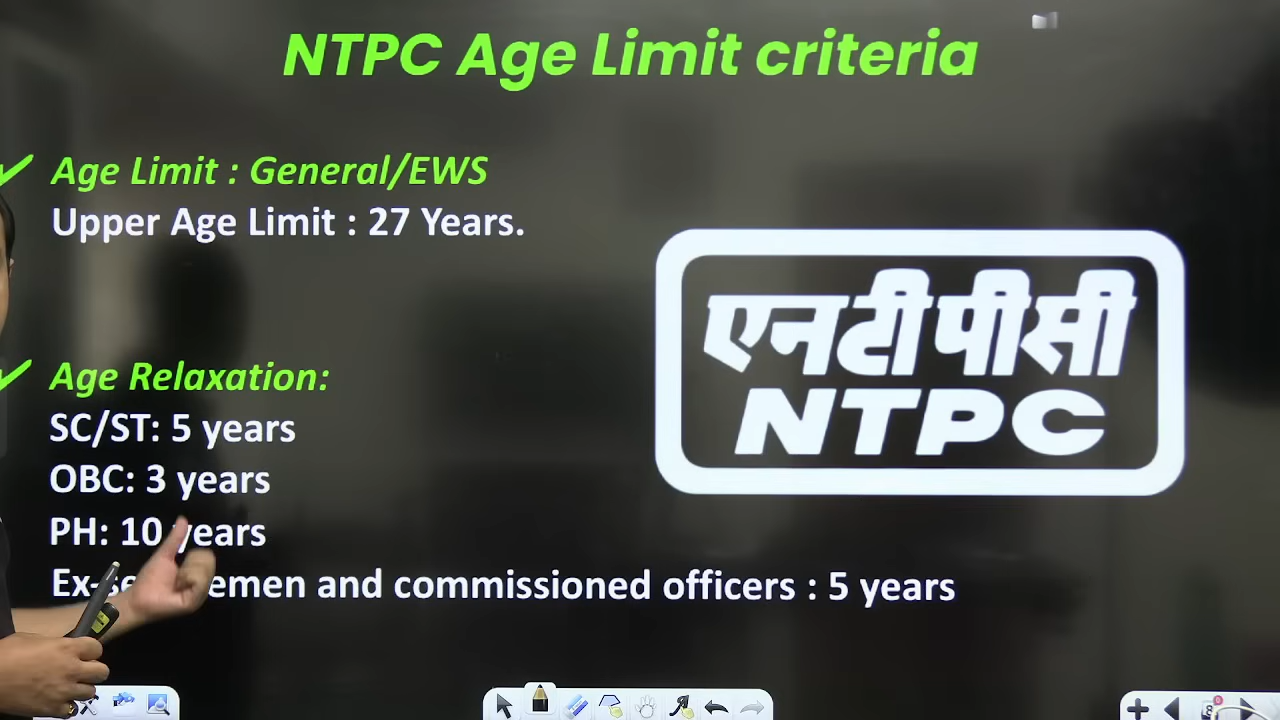 NTPC Age Limit criteria
Age Limit : General/EWS
Upper Age Limit : 27 Years.
एनटीपीसी
NTPC
Age Relaxation:
SC/ST: 5 years
OBC: 3 years
PH: 10 years
and commissioned officers : 5 years